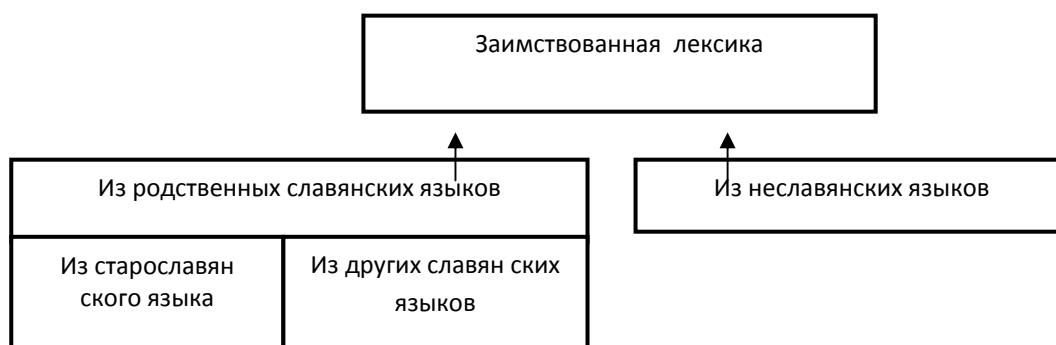 Заимствованная лексика
Из родственных славянских языков
Из неславянских языков
Из старославян
ского языка
Из других славян ских
языков